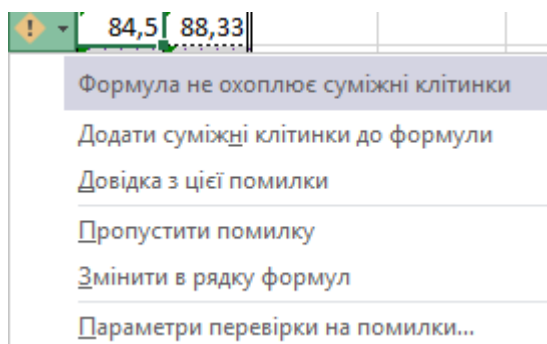 84,5 88,33
Формула не охоплює суміжні клітинки
Додати суміжні клітинки до формули
Довідка з цієї помилки
Пропустити помилку
Змінити в рядку формул
Параметри перевірки на помилки...